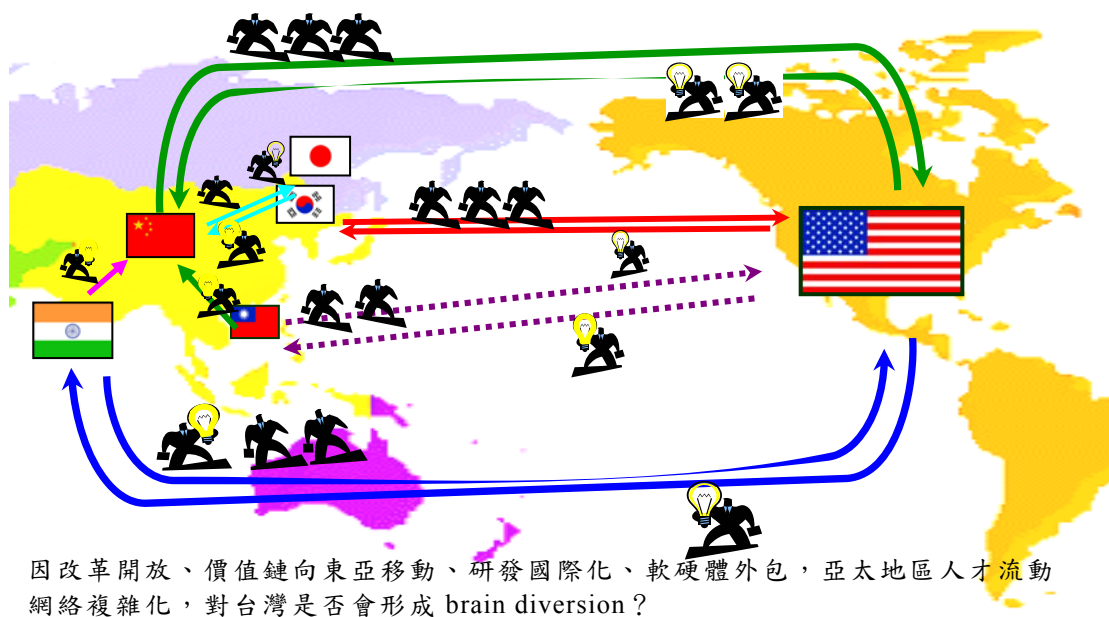 因改革開放、價值鏈向東亞移動、研發國際化、軟硬體外包，亞太地區人才流動
網絡複雜化，對台灣是否會形成 brain diversion？